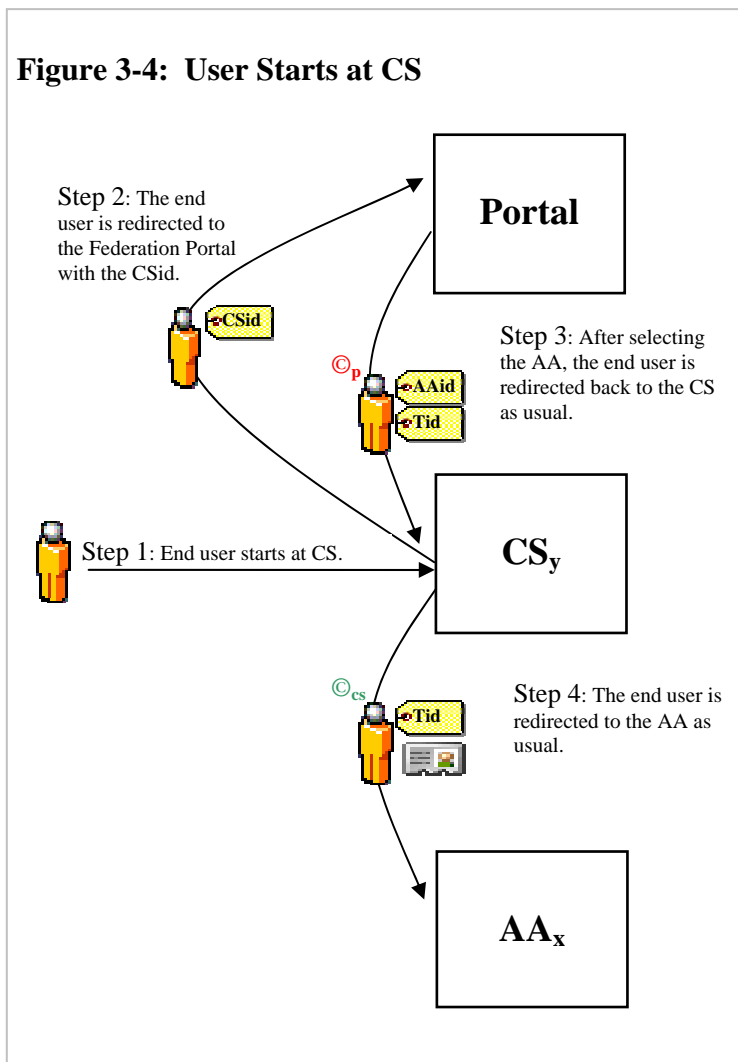 Figure 3-4: User Starts at CS
Portal
Step 2: The end
user is redirected to
the Federation Portal
with the CSid.
CSid
Step 3: After selecting
the AA, the end user is
redirected back to the CS
as usual.
©p
AAid
Tid
Step 1: End user starts at CS.
CSy
©cs
Tid
Step 4: The end user is
redirected to the AA as
usual.
AAx